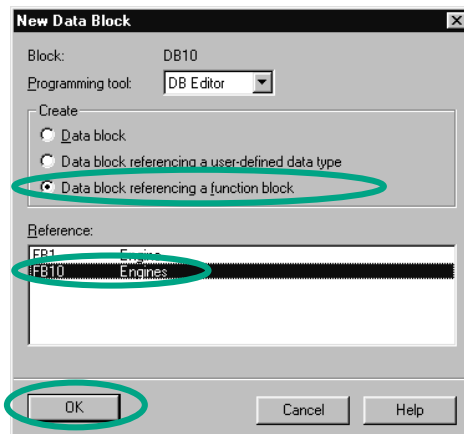 New Data Block
Block: DB10
Programming tool: DB Editor
Create
Data block
Data block referencing a user-defined data type
Data block referencing a function block
Reference:
FB1 Engine
FB10 Engines
OK Cancel Help